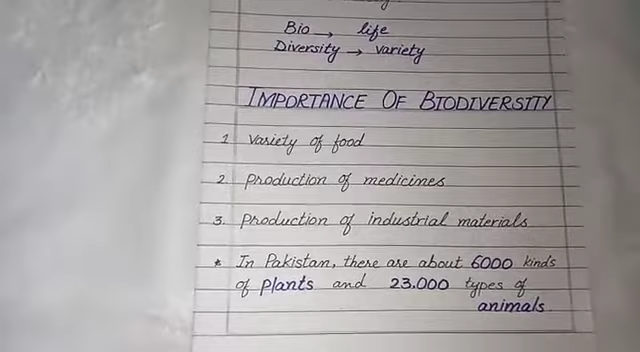 Bio → life
Diversity → variety
IMPORTANCE OF BIODIVERSITY
1. Variety of food
2. Production of medicines
3. Production of industrial materials
* In Pakistan, there are about 6000 kinds
of plants and 23.000 types of
animals.